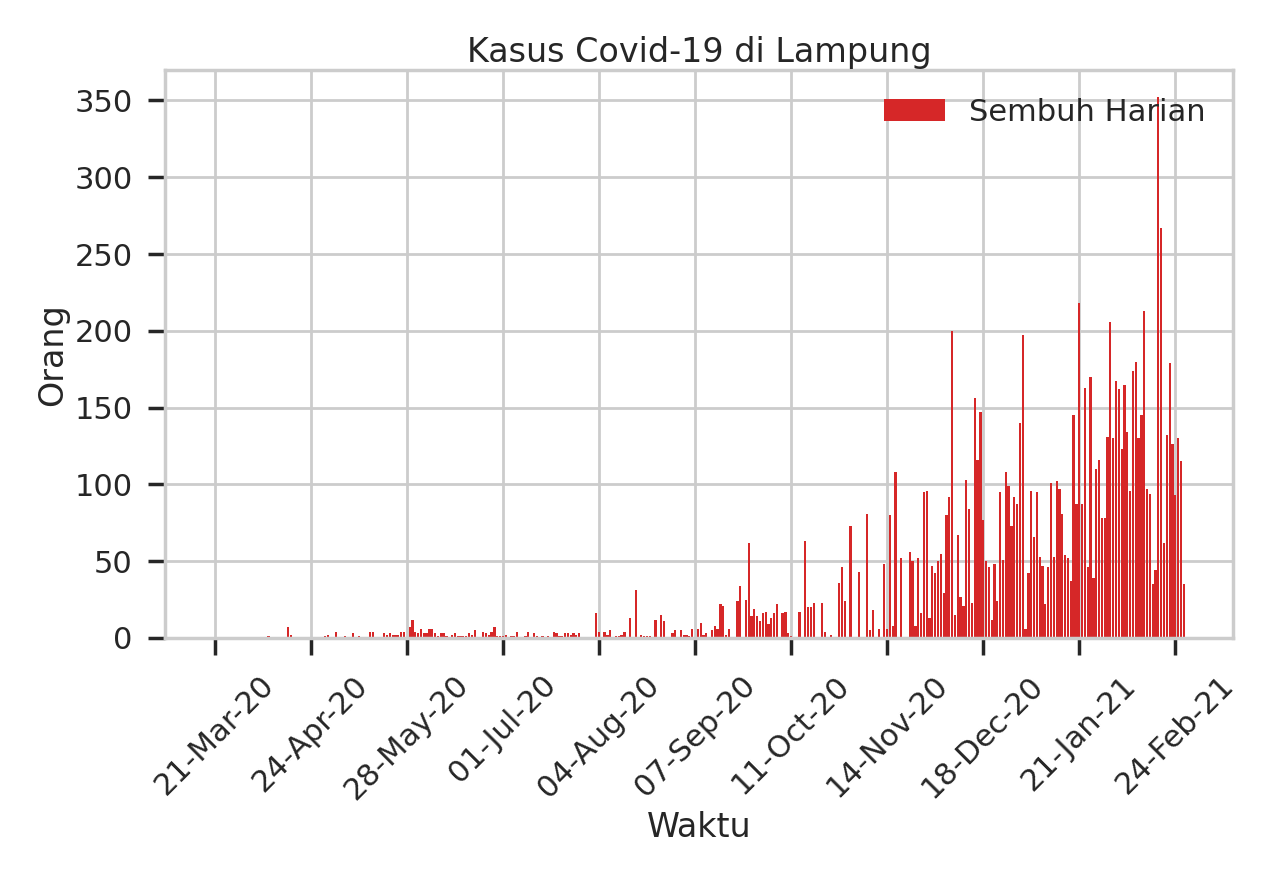 Kasus Covid-19 di Lampung
Sembuh Harian
350
300
250
200
150
100
50
0
Orang
21-Mar-20
24-Apr-20
28-May-20
01-Jul-20
04-Aug-20
07-Sep-20
11-Oct-20
14-Nov-20
18-Dec-20
21-Jan-21
24-Feb-21
Waktu